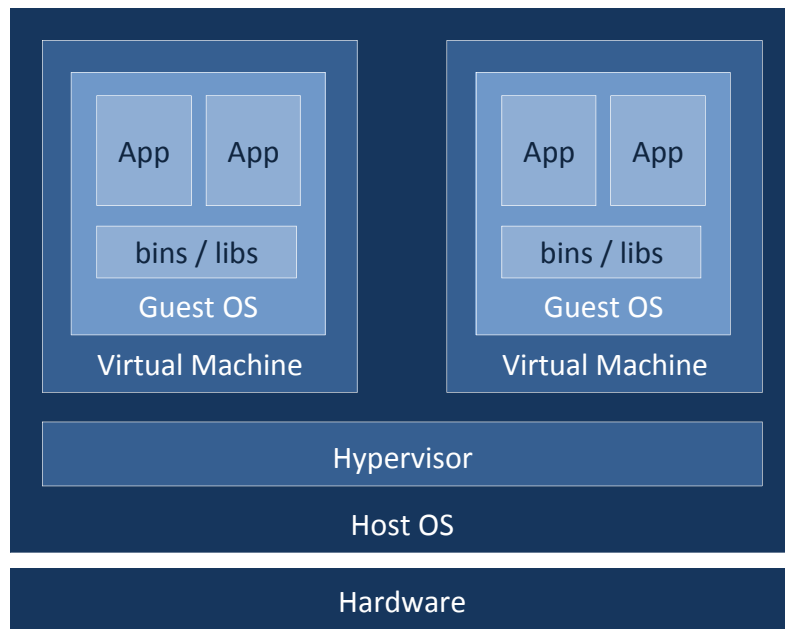 App App App App
bins / libs bins / libs
Guest OS Guest OS
Virtual Machine Virtual Machine
Hypervisor
Host OS
Hardware